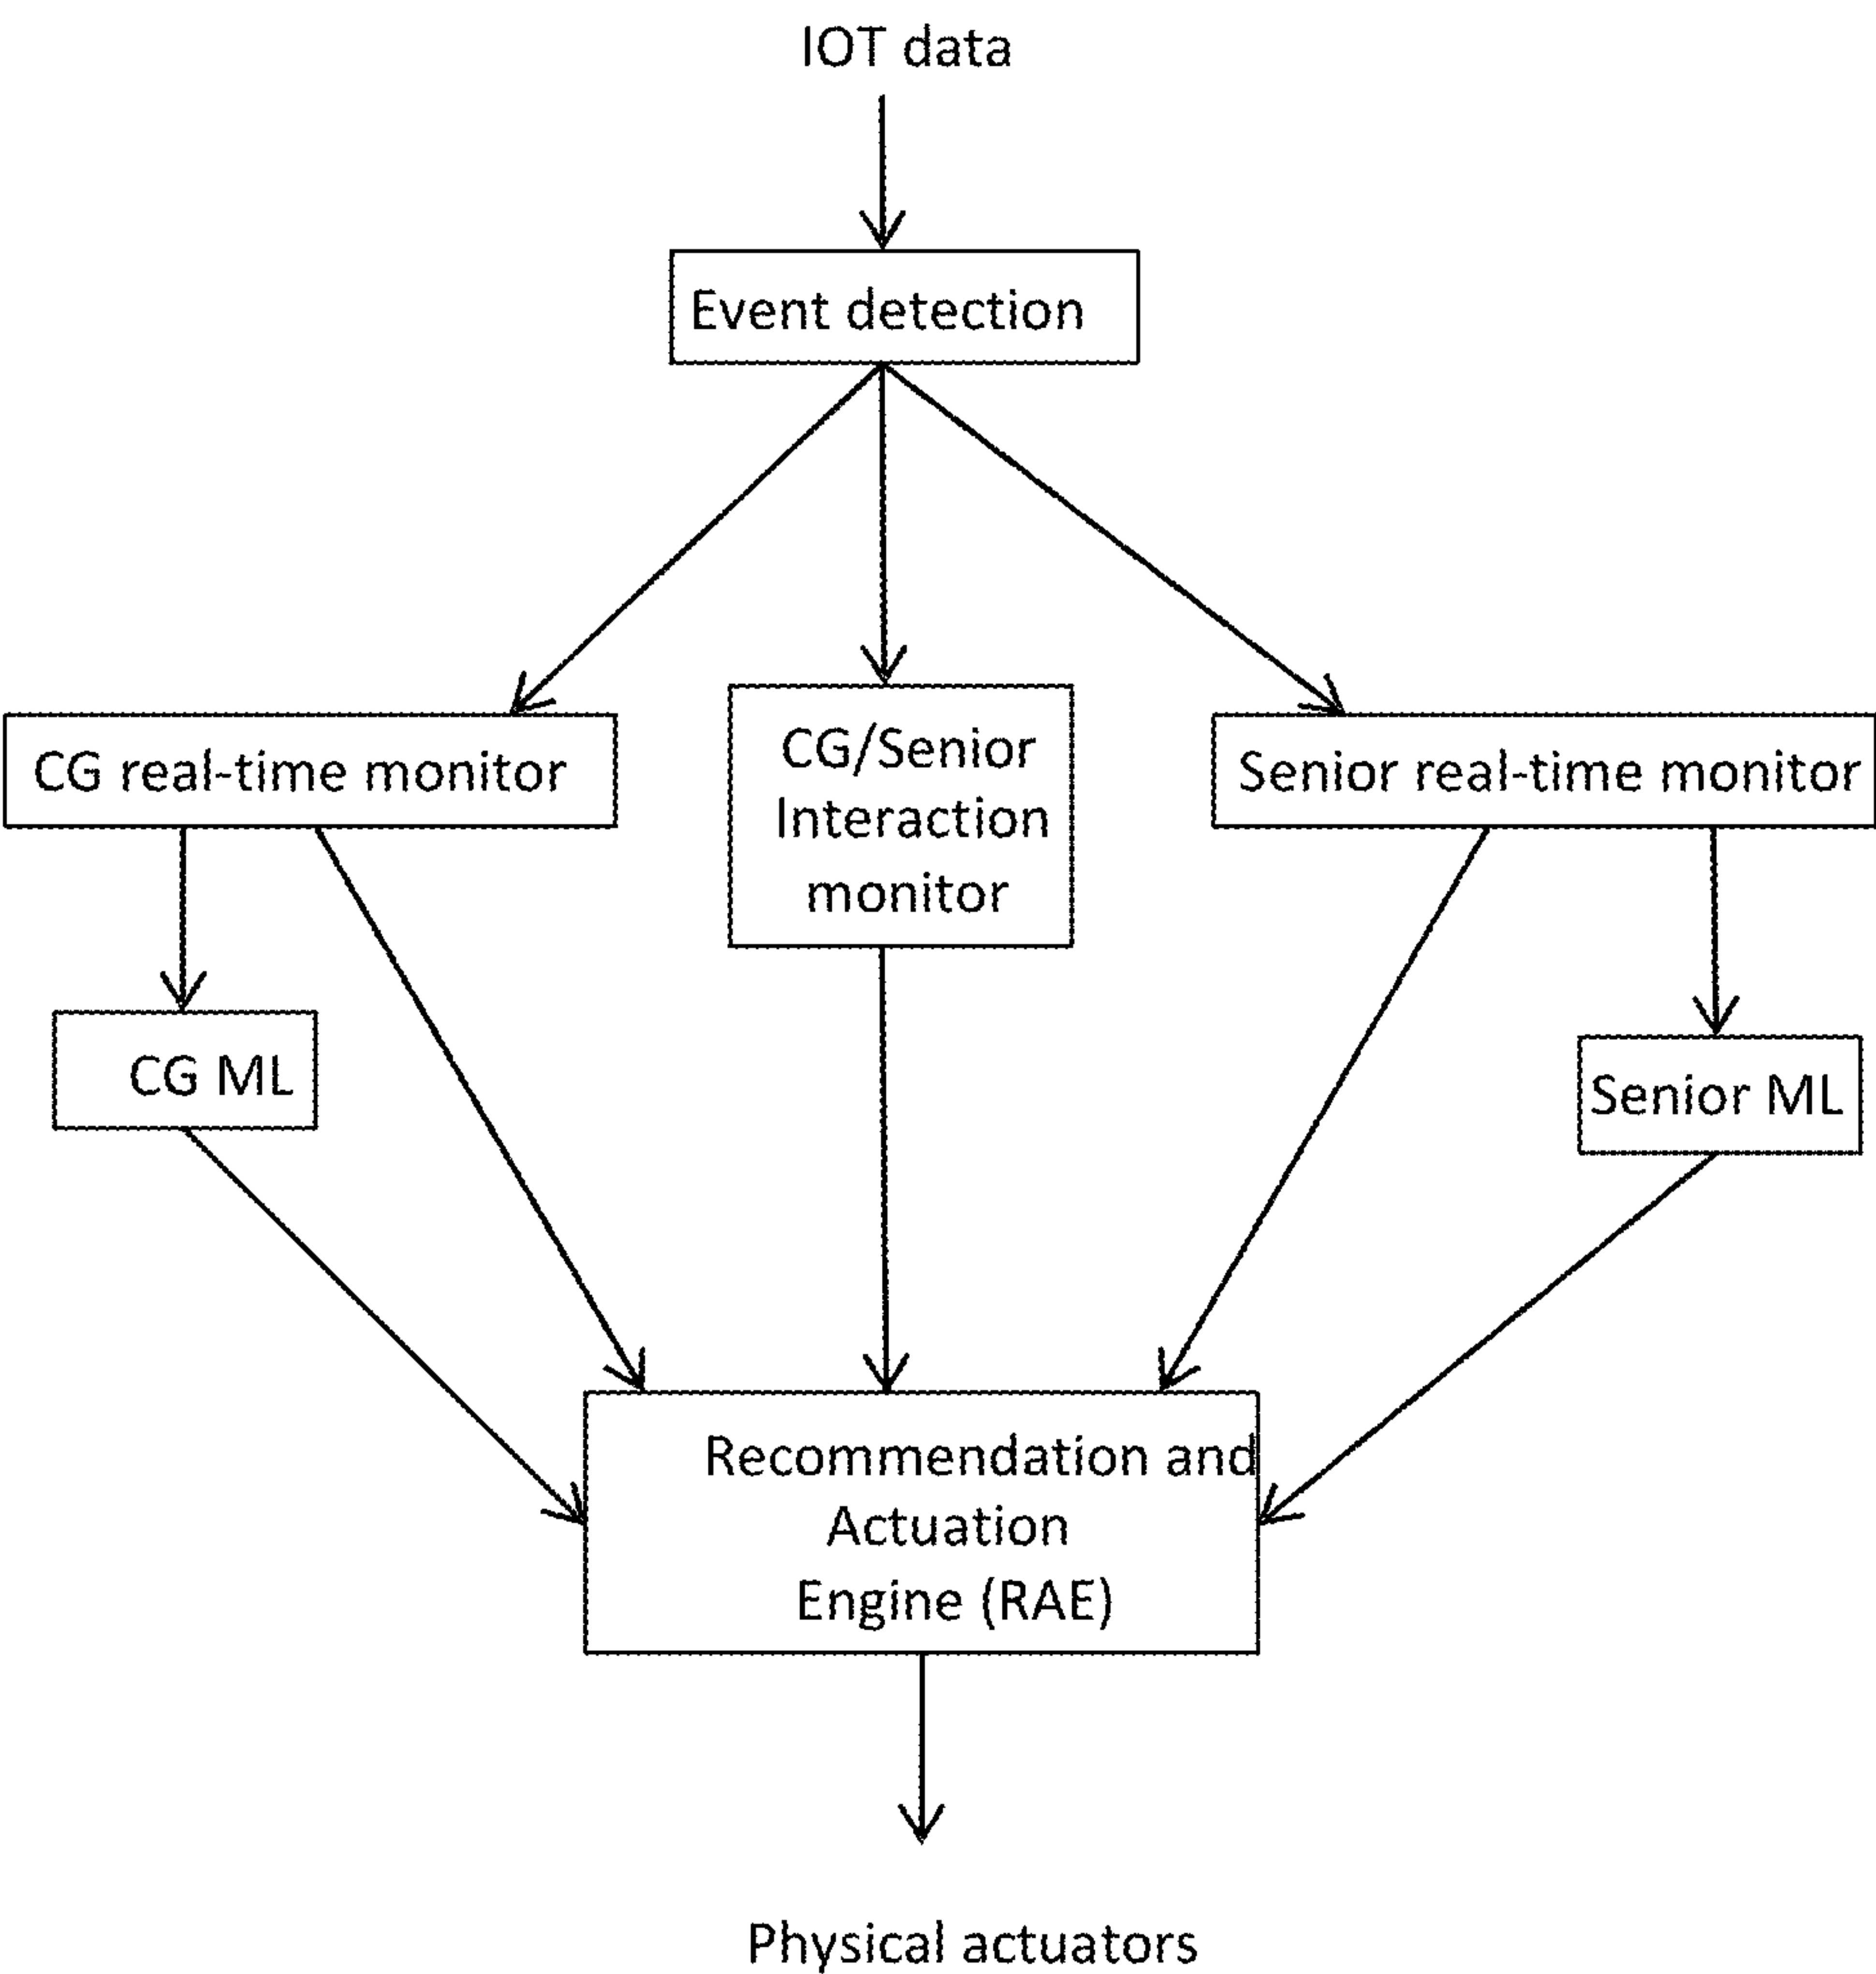 IOT data
Event detection
CG real-time monitor
CG/Senior
Interaction
monitor
Senior real-time monitor
CG ML
Senior ML
Recommendation and
Actuation
Engine (RAE)
Physical actuators